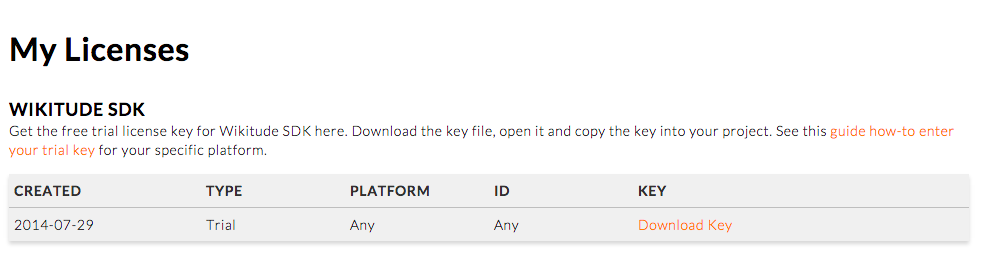 My Licenses
WIKITUDE SDK
Get the free trial license key for Wikitude SDK here. Download the key file, open it and copy the key into your project. See this guide how-to enter
your trial key for your specific platform.
CREATED TYPE PLATFORM ID KEY
2014-07-29 Trial Any Any Download Key